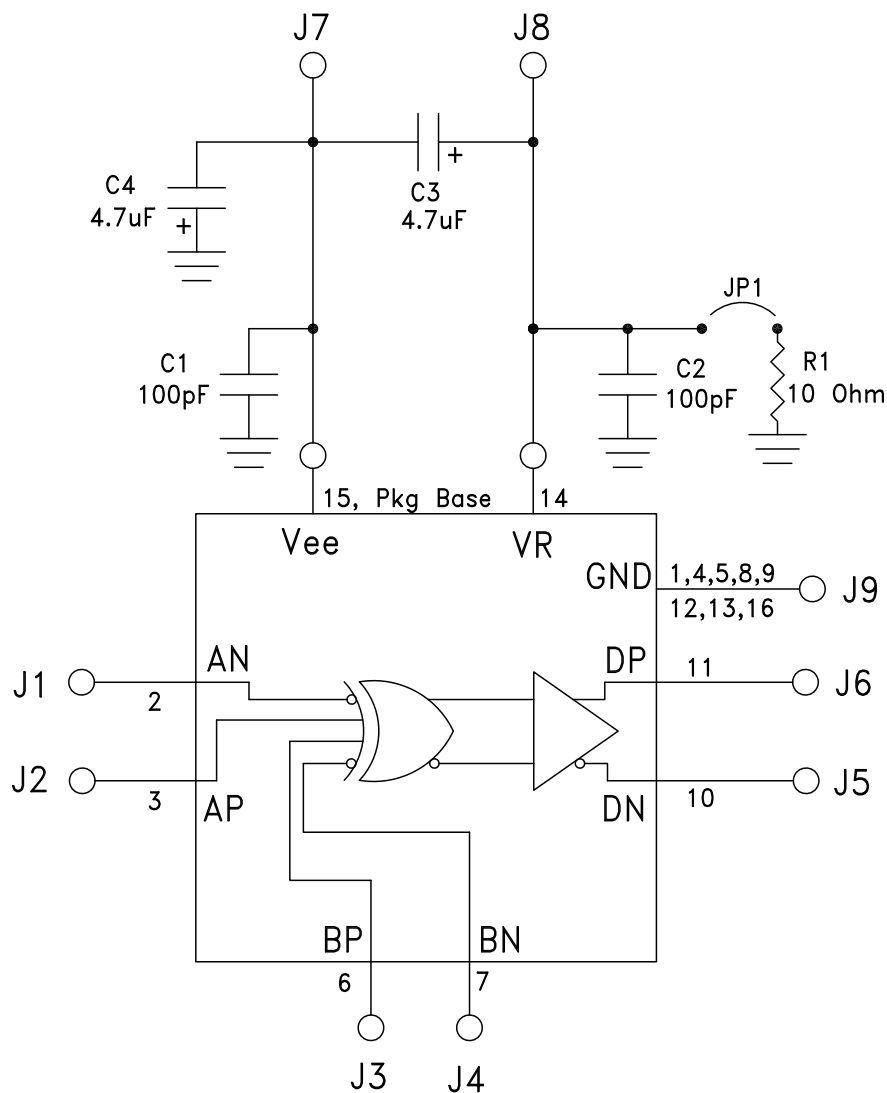 J7
J8
C4
4.7uF
+
C3
4.7uF
+
JP1
C1
100pF
C2
100pF
R1
10 Ohm
15, Pkg Base
14
Vee
VR
GND
1,4,5,8,9
12,13,16
J9
J1
2
AN
DP
11
J6
J2
3
AP
DN
10
J5
BP
BN
6
7
J3
J4